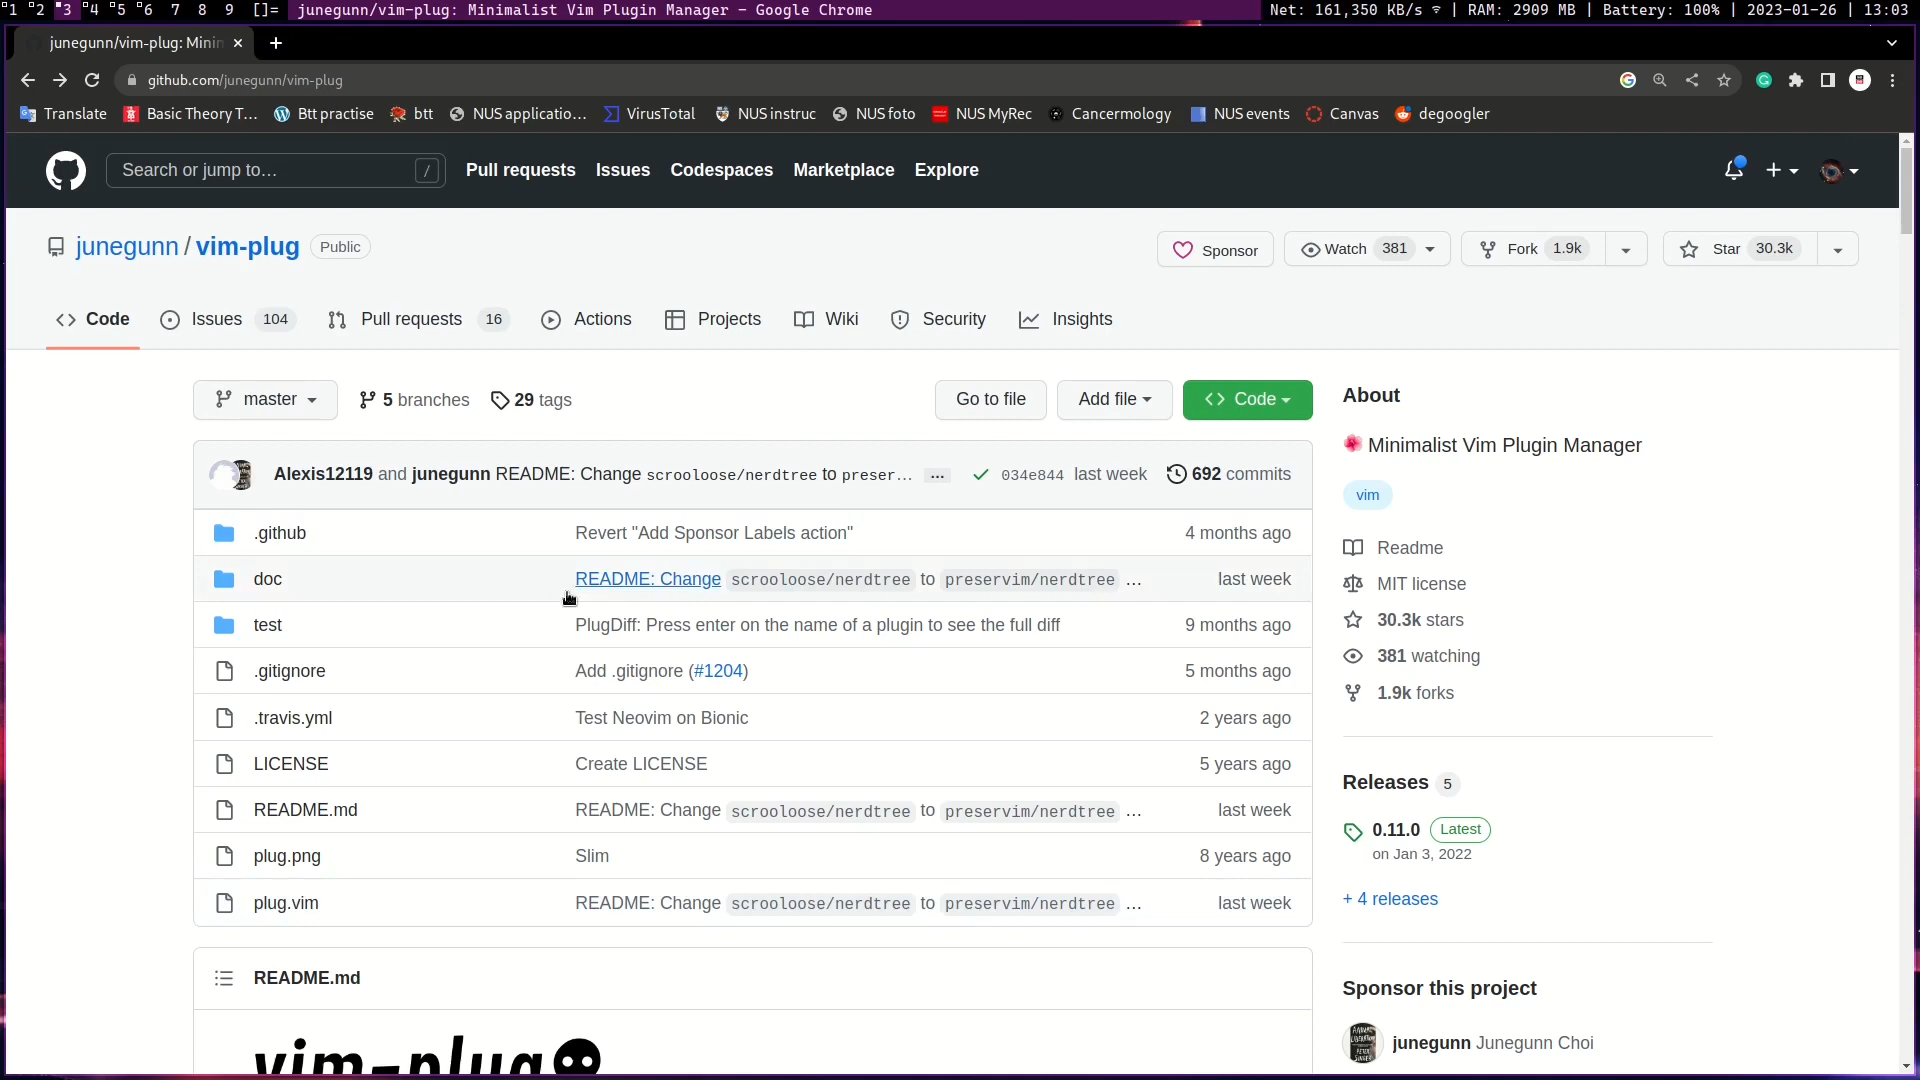 1 2 3 4 5 6 7 8 9 []= junegunn/vim-plug: Minimalist Vim Plugin Manager - Google Chrome Net: 161,350 KB/s | RAM: 2909 MB | Battery: 100% | 2023-01-26 | 13:03
junegunn/vim-plug: Minin
github.com/junegunn/vim-plug
Translate Basic Theory T... Btt practise btt NUS applicatio... VirusTotal NUS instruc NUS foto NUS MyRec Cancermology NUS events Canvas degoogler
Search or jump to... / Pull requests Issues Codespaces Marketplace Explore
junegunn / vim-plug Public Sponsor Watch 381 Fork 1.9k Star 30.3k
Code Issues 104 Pull requests 16 Actions Projects Wiki Security Insights
master 5 branches 29 tags Go to file Add file Code
Alexis12119 and junegunn README: Change scrooloose/nerdtree to preser... ... 034e844 last week 692 commits
.github Revert "Add Sponsor Labels action" 4 months ago
doc README: Change scrooloose/nerdtree to preservim/nerdtree ... last week
test PlugDiff: Press enter on the name of a plugin to see the full diff 9 months ago
.gitignore Add .gitignore (#1204) 5 months ago
.travis.yml Test Neovim on Bionic 2 years ago
LICENSE Create LICENSE 5 years ago
README.md README: Change scrooloose/nerdtree to preservim/nerdtree ... last week
plug.png Slim 8 years ago
plug.vim README: Change scrooloose/nerdtree to preservim/nerdtree ... last week
README.md
vim-plug
About
Minimalist Vim Plugin Manager
vim
Readme
MIT license
30.3k stars
381 watching
1.9k forks
Releases 5
0.11.0 Latest
on Jan 3, 2022
+ 4 releases
Sponsor this project
junegunn Junegunn Choi